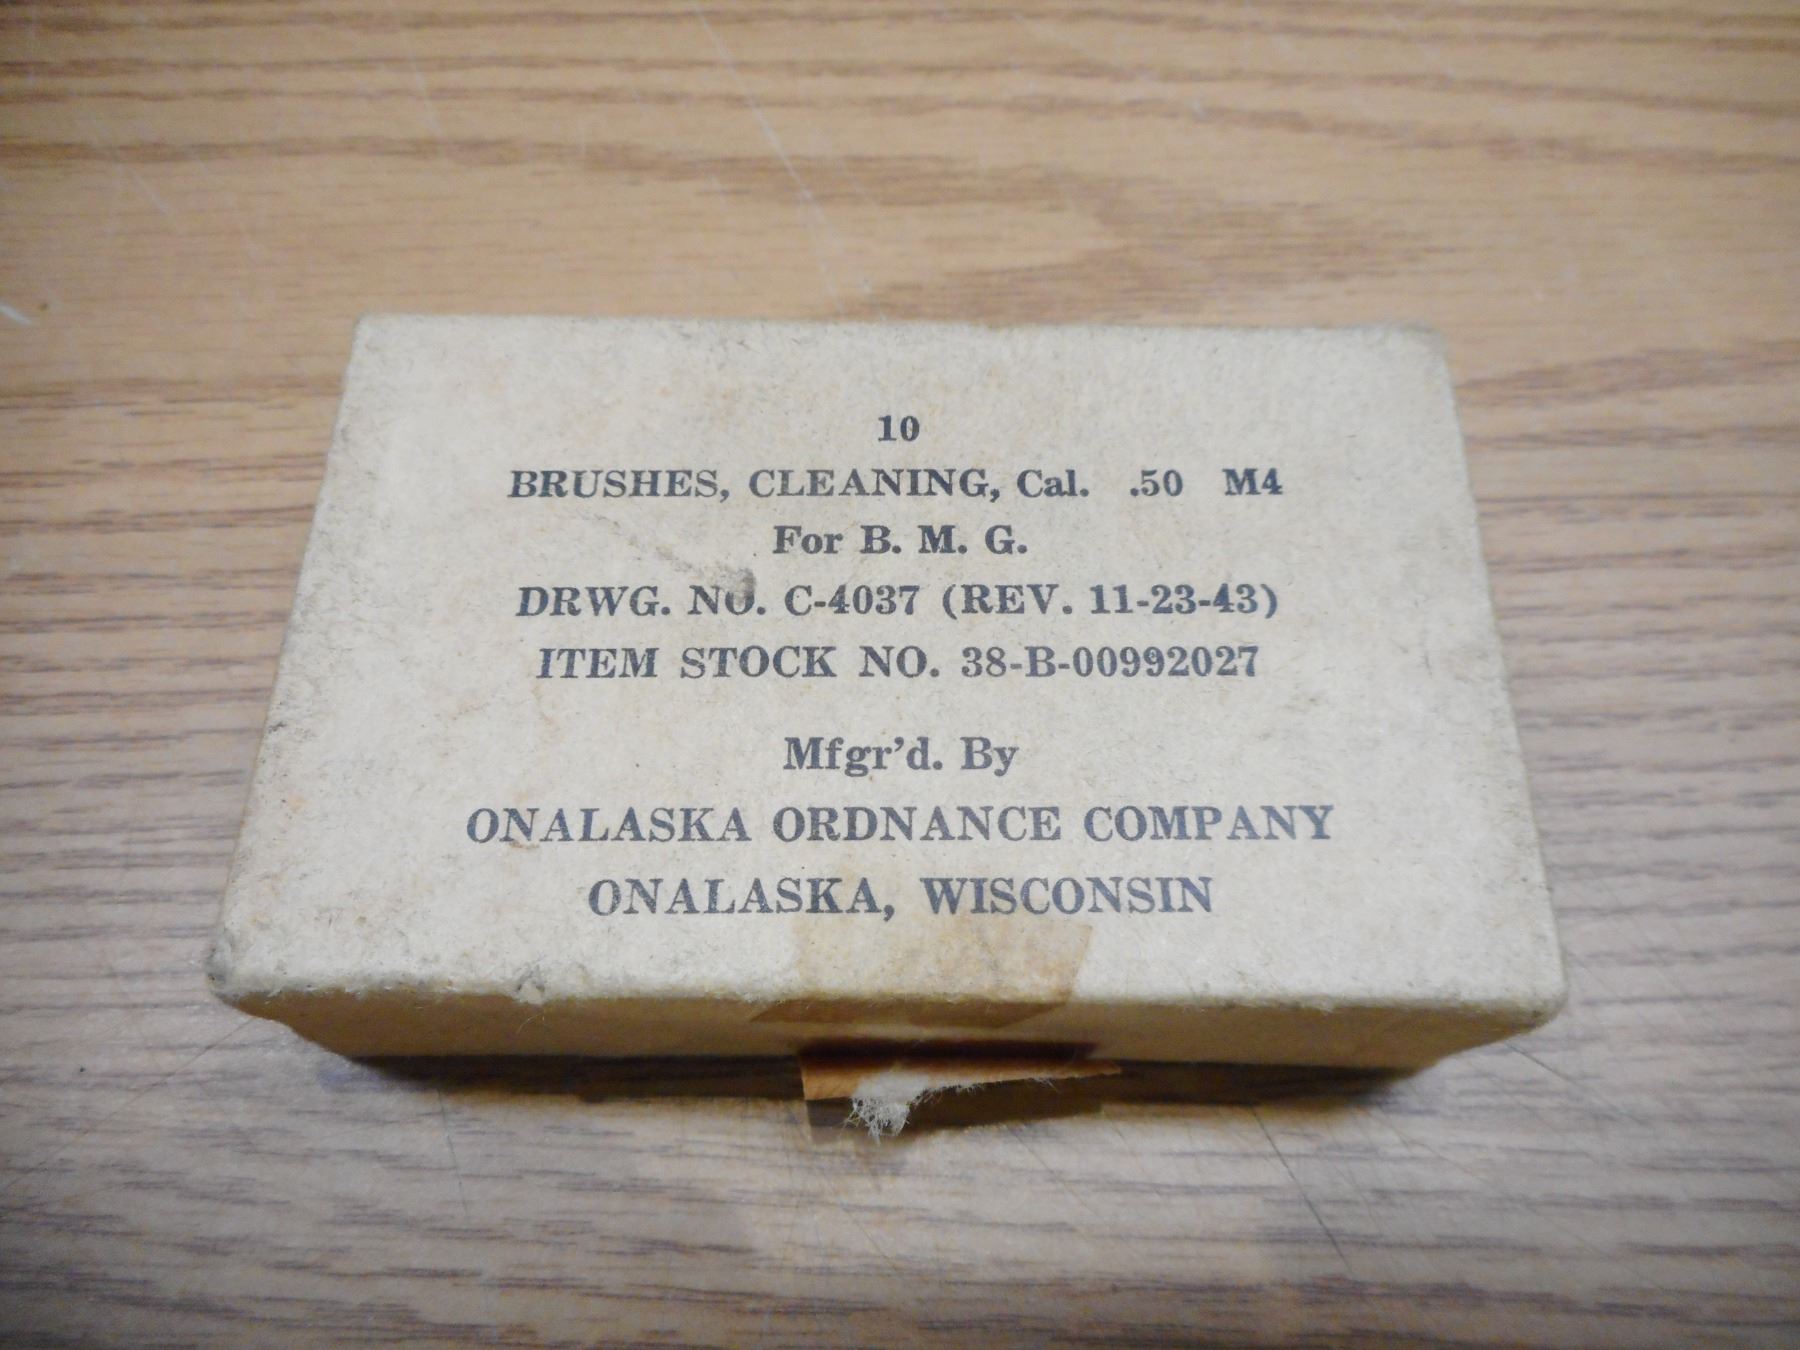 10
BRUSHES, CLEANING, Cal. .50 M4
For B. M. G.
DRWG. NO. C-4037 (REV. 11-23-43)
ITEM STOCK NO. 38-B-00992027
Mfgr'd. By
ONALASKA ORDNANCE COMPANY
ONALASKA, WISCONSIN